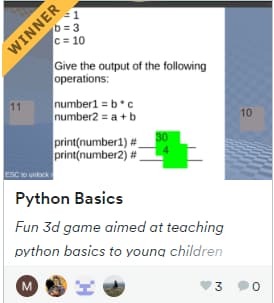 WINNER
= 1
b = 3
c = 10
Give the output of the following
operations:
11
number1 = b * c
10
number2 = a + b
print(number1) #
30
print(number2) #
4
ESC to unlock
Python Basics
Fun 3d game aimed at teaching
python basics to young children
M
3
0